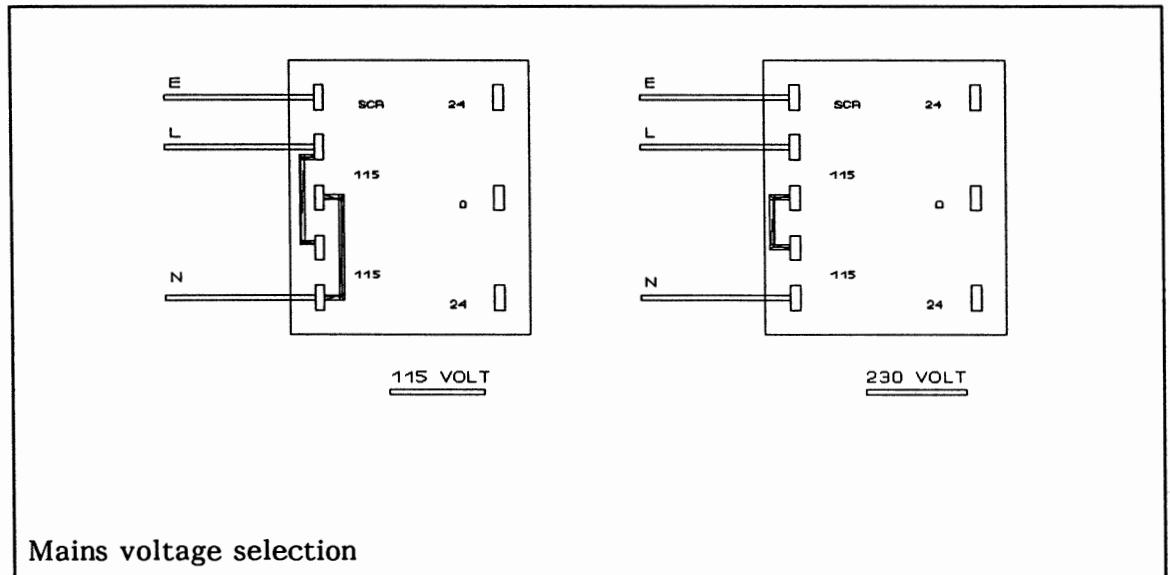 E
SCR 24
L
115
0
N
115
24
115 VOLT
E
SCR 24
L
115
0
N
115
24
230 VOLT
Mains voltage selection